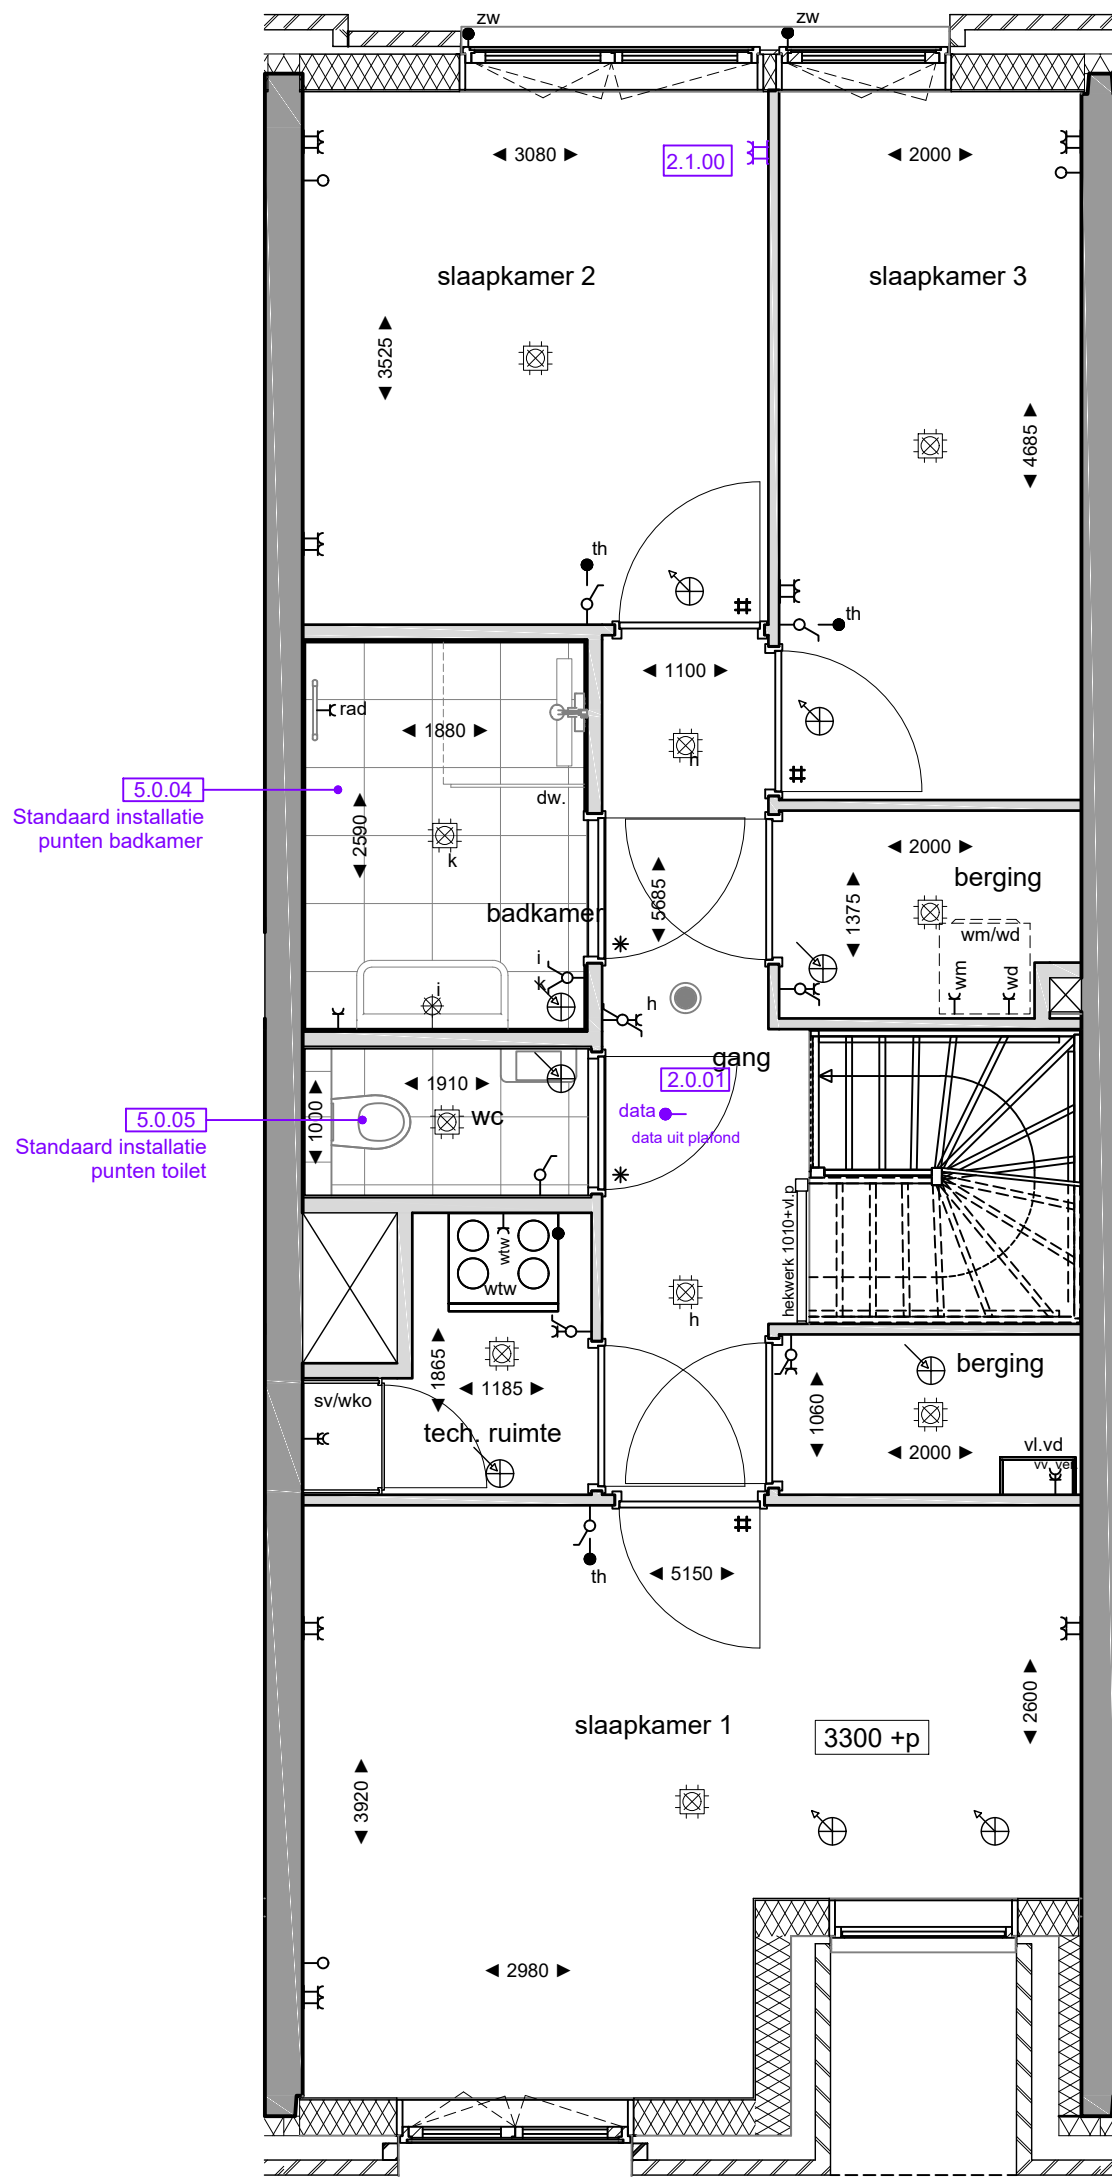 zw
zw
3080
2.1.00
2000
slaapkamer 2
slaapkamer 3
3525
4685
th
th
1100
rad
1880
h
5.0.04
Standaard installatie
punten badkamer
dw.
2590
k
2000
berging
5685
1375
badkamer
wm/wd
i
k
wm
wd
i
h
gang
2.0.01
1910
1000
wc
data
data uit plafond
5.0.05
Standaard installatie
punten toilet
hekwerk 1010+vl.p
wtw
wtw
h
1865
1185
berging
sv/wko
1060
tech. ruimte
2000
vl.vd
th
5150
2600
slaapkamer 1
3300 +p
3920
2980